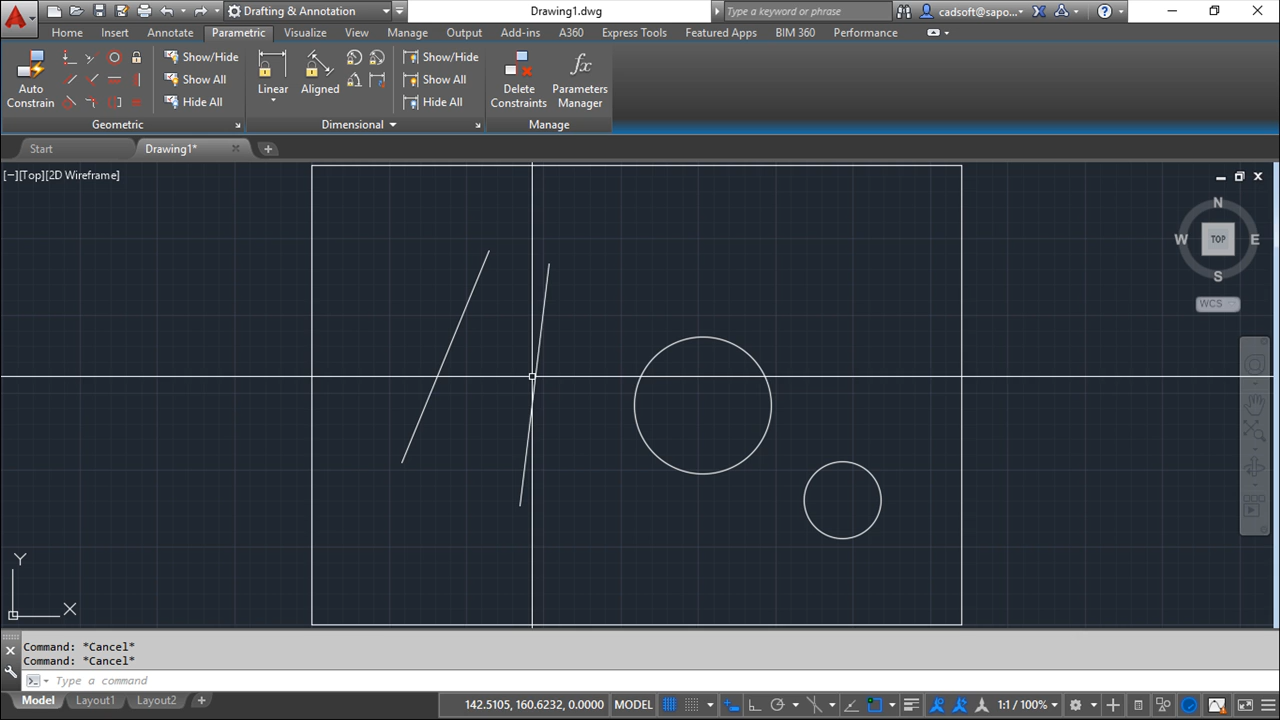 Drafting & Annotation
Drawing1.dwg
Type a keyword or phrase
cadsoft@sapo...
Home Insert Annotate Parametric Visualize View Manage Output Add-ins A360 Express Tools Featured Apps BIM 360 Performance
Auto
Constrain
Show/Hide
Show All
Hide All
Geometric
Linear
Aligned
Show/Hide
Show All
Hide All
Dimensional
Delete
Constraints
fx
Parameters
Manager
Manage
Start
Drawing1*
[−][Top][2D Wireframe]
N
W TOP E
S
WCS
Y
X
Command: *Cancel*
Command: *Cancel*
Type a command
Model Layout1 Layout2
142.5105, 160.6232, 0.0000 MODEL 1:1 / 100%